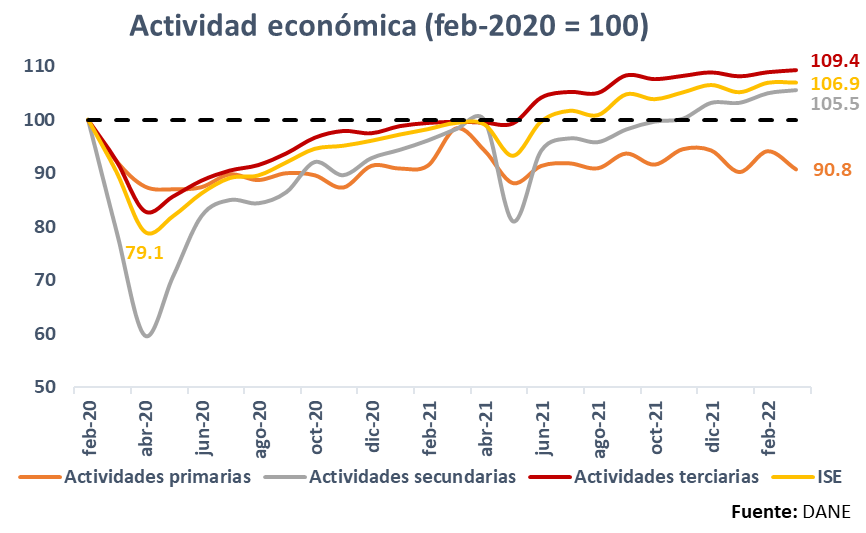 Actividad económica (feb-2020 = 100)
110
100
90
80
70
60
50
109.4
106.9
105.5
90.8
79.1
feb-20
abr-20
jun-20
ago-20
oct-20
dic-20
feb-21
abr-21
jun-21
ago-21
oct-21
dic-21
feb-22
Actividades primarias Actividades secundarias Actividades terciarias ISE
Fuente: DANE